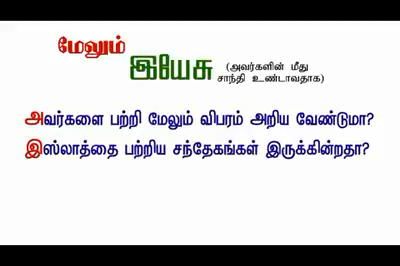 மேலும்
இயேசு (அவர்களின் மீது
சாந்தி உண்டாவதாக)
அவர்களை பற்றி மேலும் விபரம் அறிய வேண்டுமா?
இஸ்லாத்தை பற்றிய சந்தேகங்கள் இருக்கின்றதா?